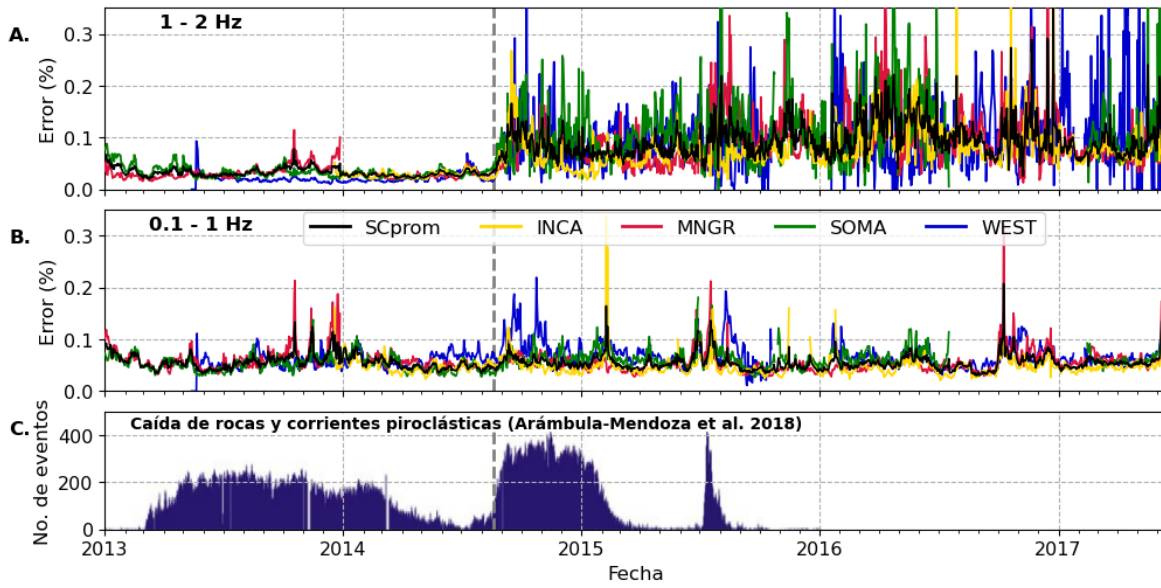 A.
1 - 2 Hz
Error (%)
0.3
0.2
0.1
0.0
B.
0.1 - 1 Hz
SCprom INCA MNGR SOMA WEST
Error (%)
0.3
0.2
0.1
0.0
C.
Caída de rocas y corrientes piroclásticas (Arámbula-Mendoza et al. 2018)
No. de eventos
400
200
0
2013 2014 2015 2016 2017
Fecha